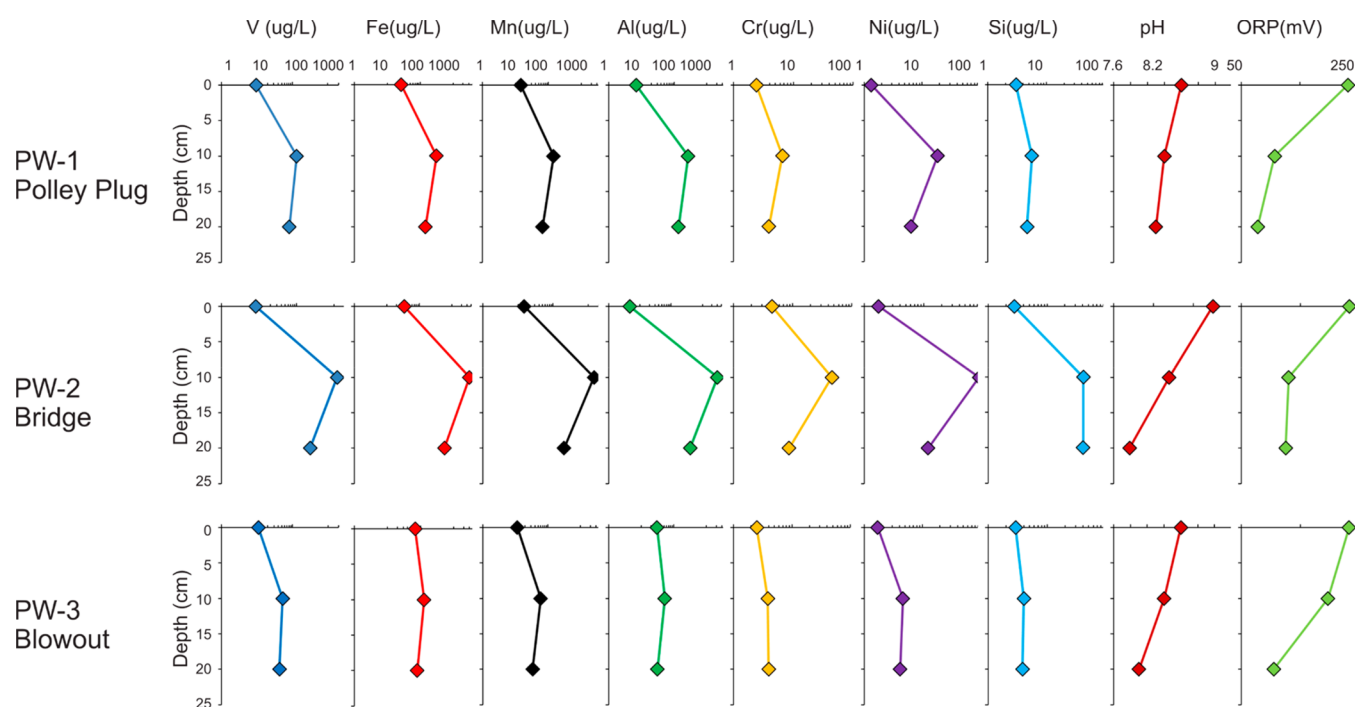 V (ug/L) Fe(ug/L) Mn(ug/L) Al(ug/L) Cr(ug/L) Ni(ug/L) Si(ug/L) pH ORP(mV)
1 10 100 1000 1 10 100 1000 1 10 100 1000 1 10 100 1000 1 10 100 1 10 100 1 10 100 7.6 8.2 9 50 250
PW-1
Polley Plug
Depth (cm)
0
5
10
15
20
25
PW-2
Bridge
Depth (cm)
0
5
10
15
20
25
PW-3
Blowout
Depth (cm)
0
5
10
15
20
25